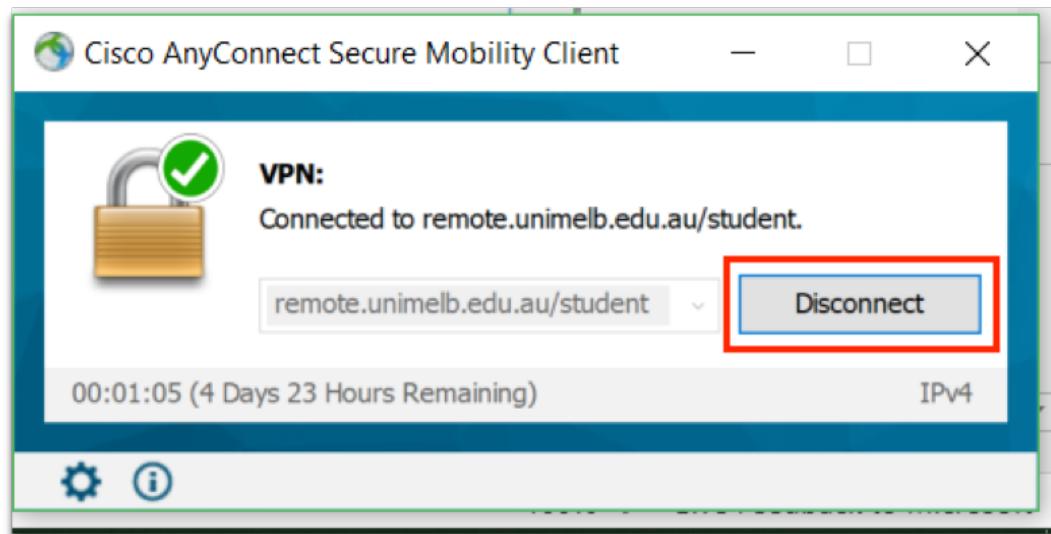 Cisco AnyConnect Secure Mobility Client
VPN:
Connected to remote.unimelb.edu.au/student.
remote.unimelb.edu.au/student
Disconnect
00:01:05 (4 Days 23 Hours Remaining)
IPv4